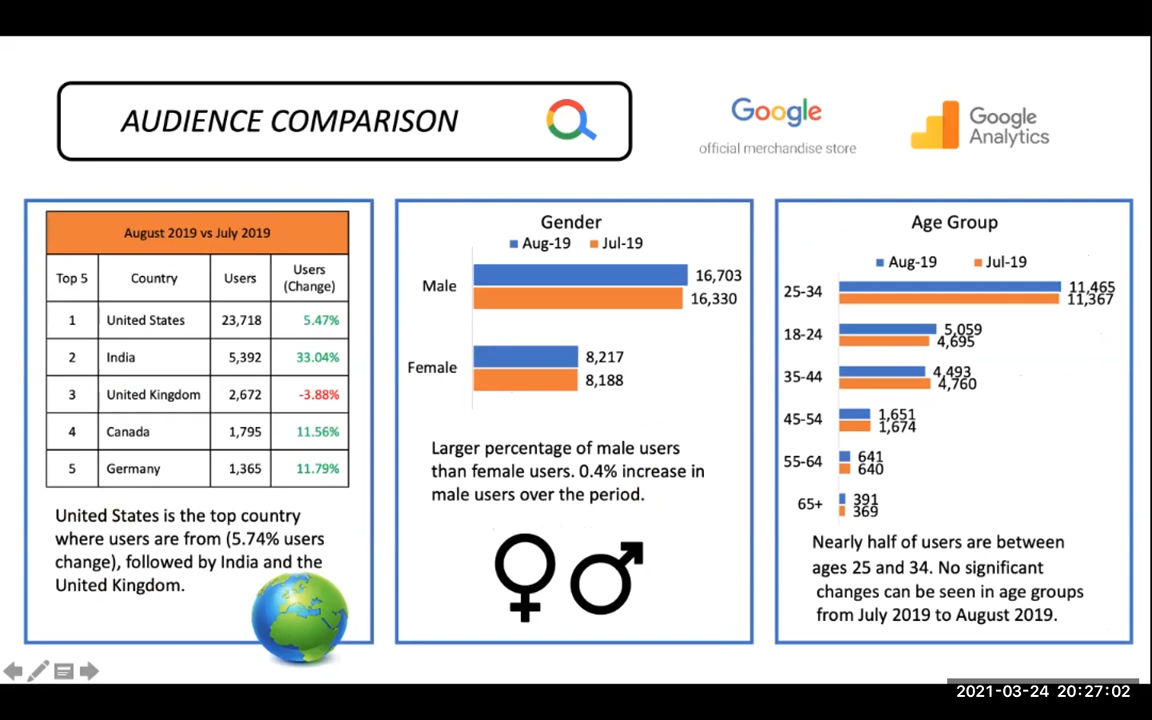 AUDIENCE COMPARISON
Google
official merchandise store
Google
Analytics
August 2019 vs July 2019
Top 5 Country Users Users (Change)
1 United States 23,718 5.47%
2 India 5,392 33.04%
3 United Kingdom 2,672 -3.88%
4 Canada 1,795 11.56%
5 Germany 1,365 11.79%
United States is the top country
where users are from (5.74% users
change), followed by India and the
United Kingdom.
Gender
Aug-19 Jul-19
Male 16,703
16,330
Female 8,217
8,188
Larger percentage of male users
than female users. 0.4% increase in
male users over the period.
Age Group
Aug-19 Jul-19
25-34 11,465
11,367
18-24 5,059
4,695
35-44 4,493
4,760
45-54 1,651
1,674
55-64 641
640
65+ 391
369
Nearly half of users are between
ages 25 and 34. No significant
changes can be seen in age groups
from July 2019 to August 2019.
2021-03-24 20:27:02